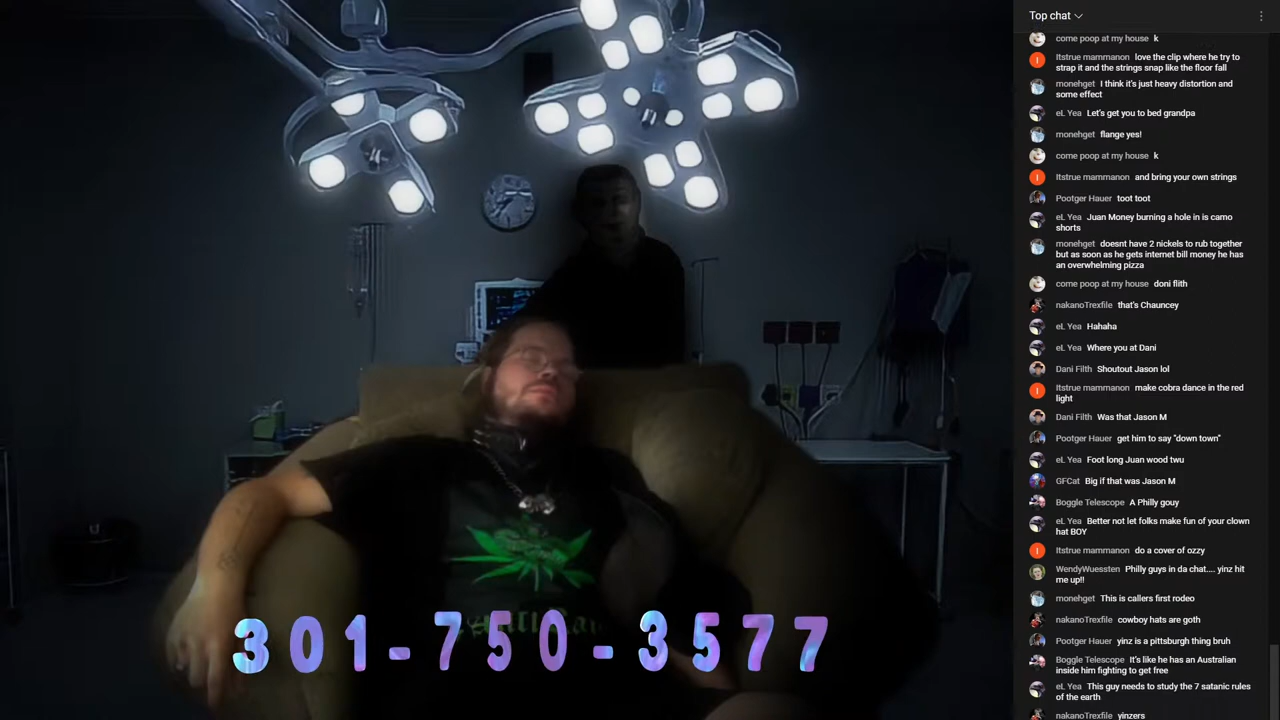 301-750-3577
Top chat
come poop at my house k
Itstrue mammanon love the clip where he try to
strap it and the strings snap like the floor fall
monehget I think it's just heavy distortion and
some effect
eL Yea Let's get you to bed grandpa
monehget flange yes!
come poop at my house k
Itstrue mammanon and bring your own strings
Pootger Hauer toot toot
eL Yea Juan Money burning a hole in is camo
shorts
monehget doesnt have 2 nickels to rub together
but as soon as he gets internet bill money he has
an overwhelming pizza
come poop at my house doni flith
nakanoTrexfile that's Chauncey
eL Yea Hahaha
eL Yea Where you at Dani
Dani Filth Shoutout Jason lol
Itstrue mammanon make cobra dance in the red
light
Dani Filth Was that Jason M
Pootger Hauer get him to say "down town"
eL Yea Foot long Juan wood twu
GFCat Big if that was Jason M
Boggle Telescope A Philly gouy
eL Yea Better not let folks make fun of your clown
hat BOY
Itstrue mammanon do a cover of ozzy
WendyWuessten Philly guys in da chat.... yinz hit
me up!!
monehget This is callers first rodeo
nakanoTrexfile cowboy hats are goth
Pootger Hauer yinz is a pittsburgh thing bruh
Boggle Telescope It's like he has an Australian
inside him fighting to get free
eL Yea This guy needs to study the 7 satanic rules
of the earth
nakanoTrexfile yinzers